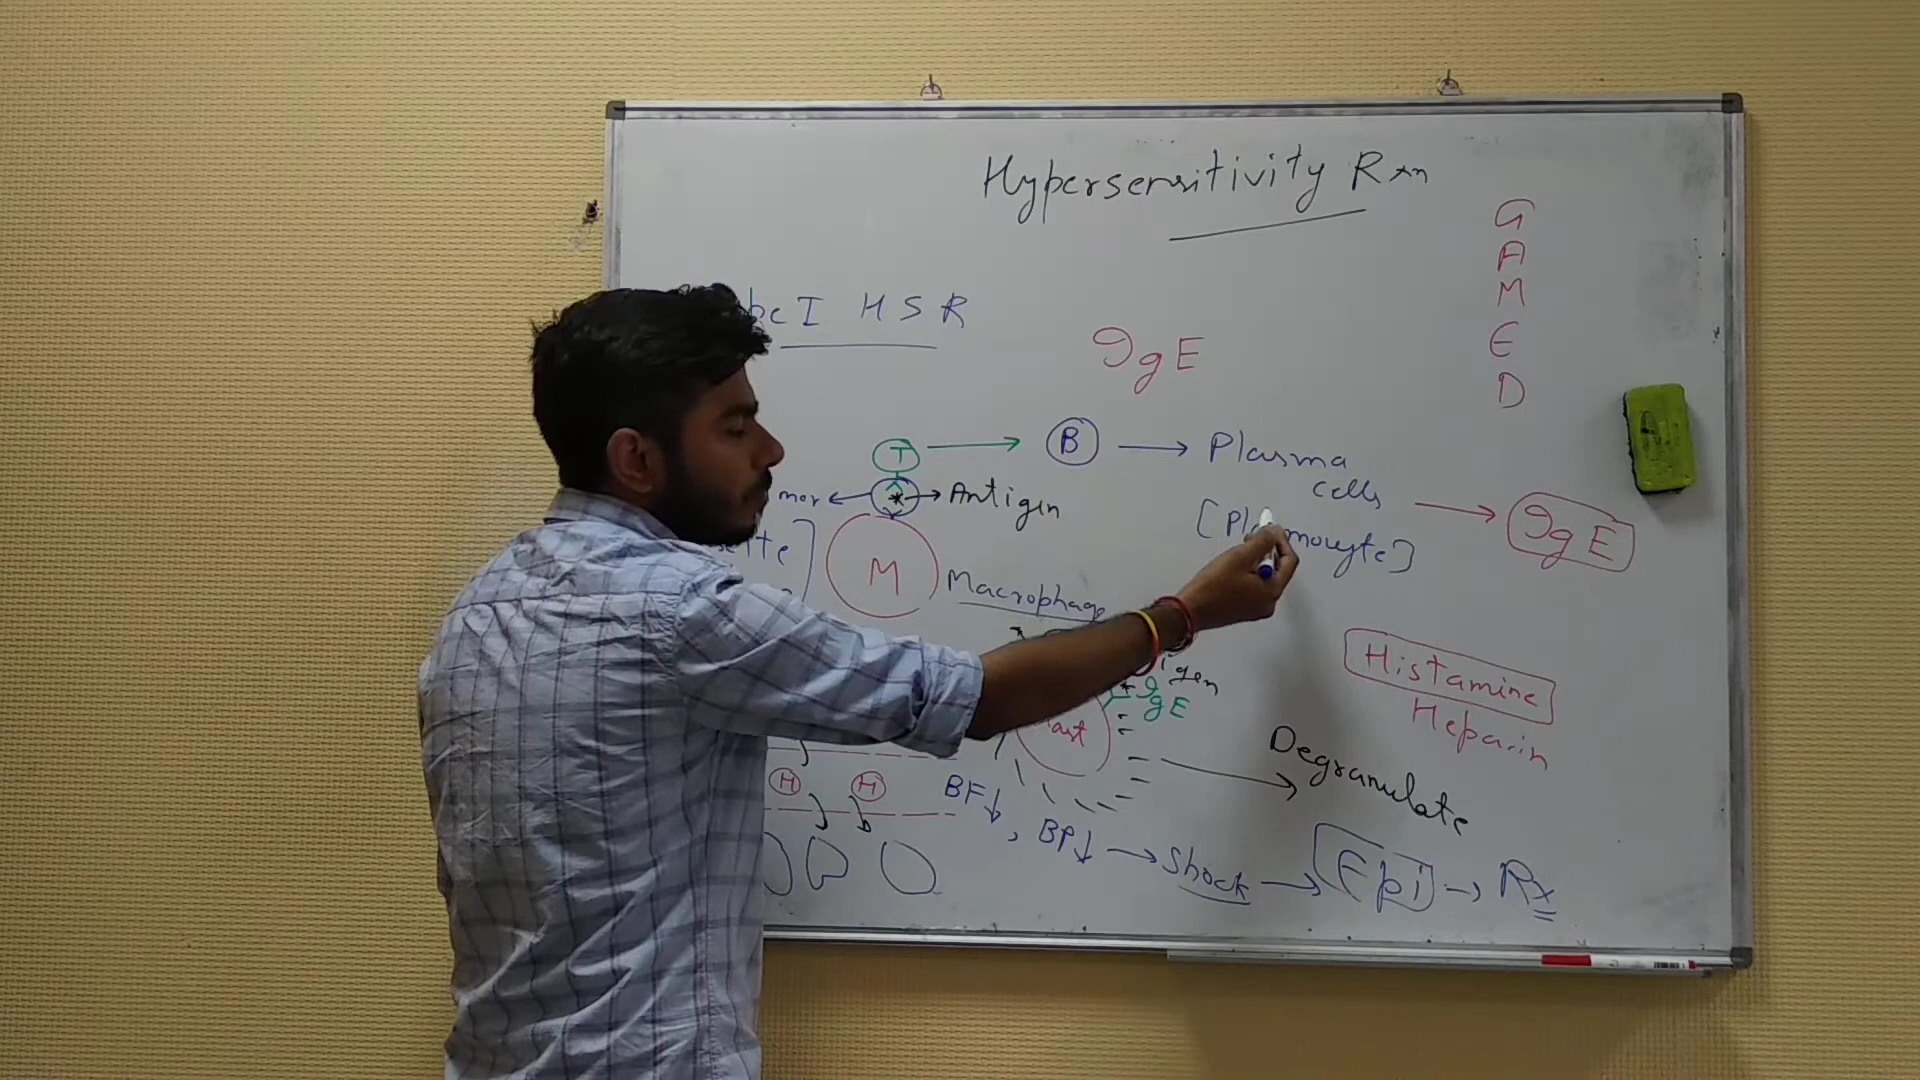 Hypersensitivity Rxn
G
A
M
E
D
I HSR
IgE
T → B → Plasma cells → IgE
mor ← * → Antigen
[Plasmocyte]
M Macrophage
Histamine
Heparin
igen
IgE
Degranulate
H H
BF↓, BP↓ → Shock → Epi → Rx